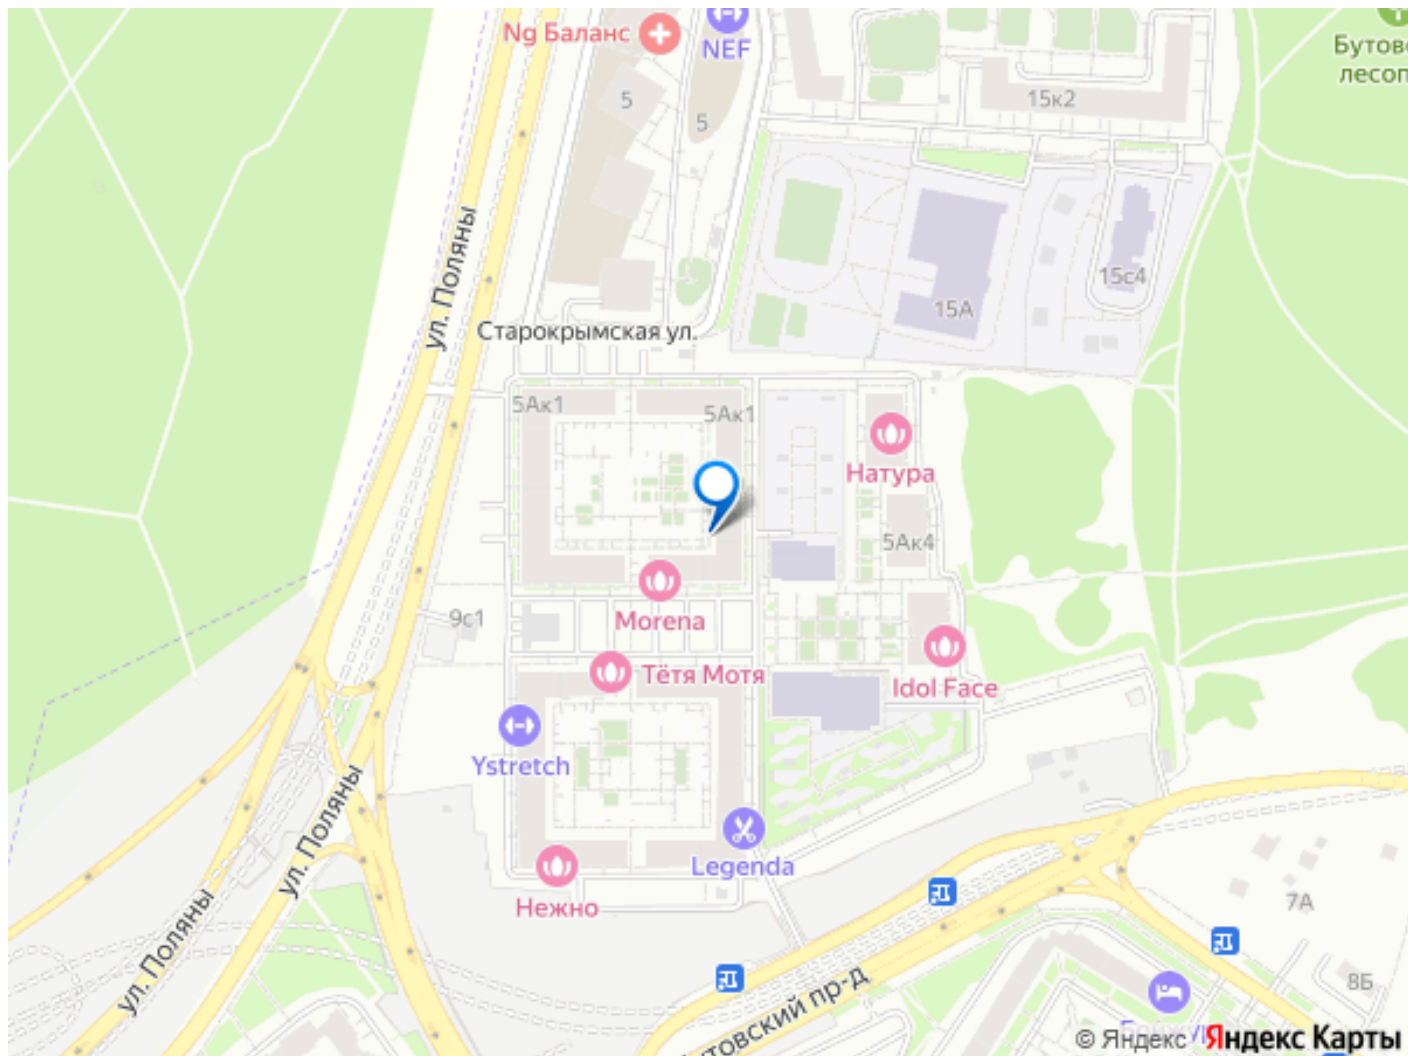 Ng Баланс
NEF
Бутово
лесоп
5
5
15к2
ул. Поляны
15с4
15А
Старокрымская ул.
5Ак1
5Ак1
Натура
5Ак4
9с1
Morena
Тётя Мотя
Idol Face
Ystretch
ул. Поляны
Legenda
Нежно
7А
ул. Поляны
8Б
утовский пр-д
© Яндекс Яндекс Карты